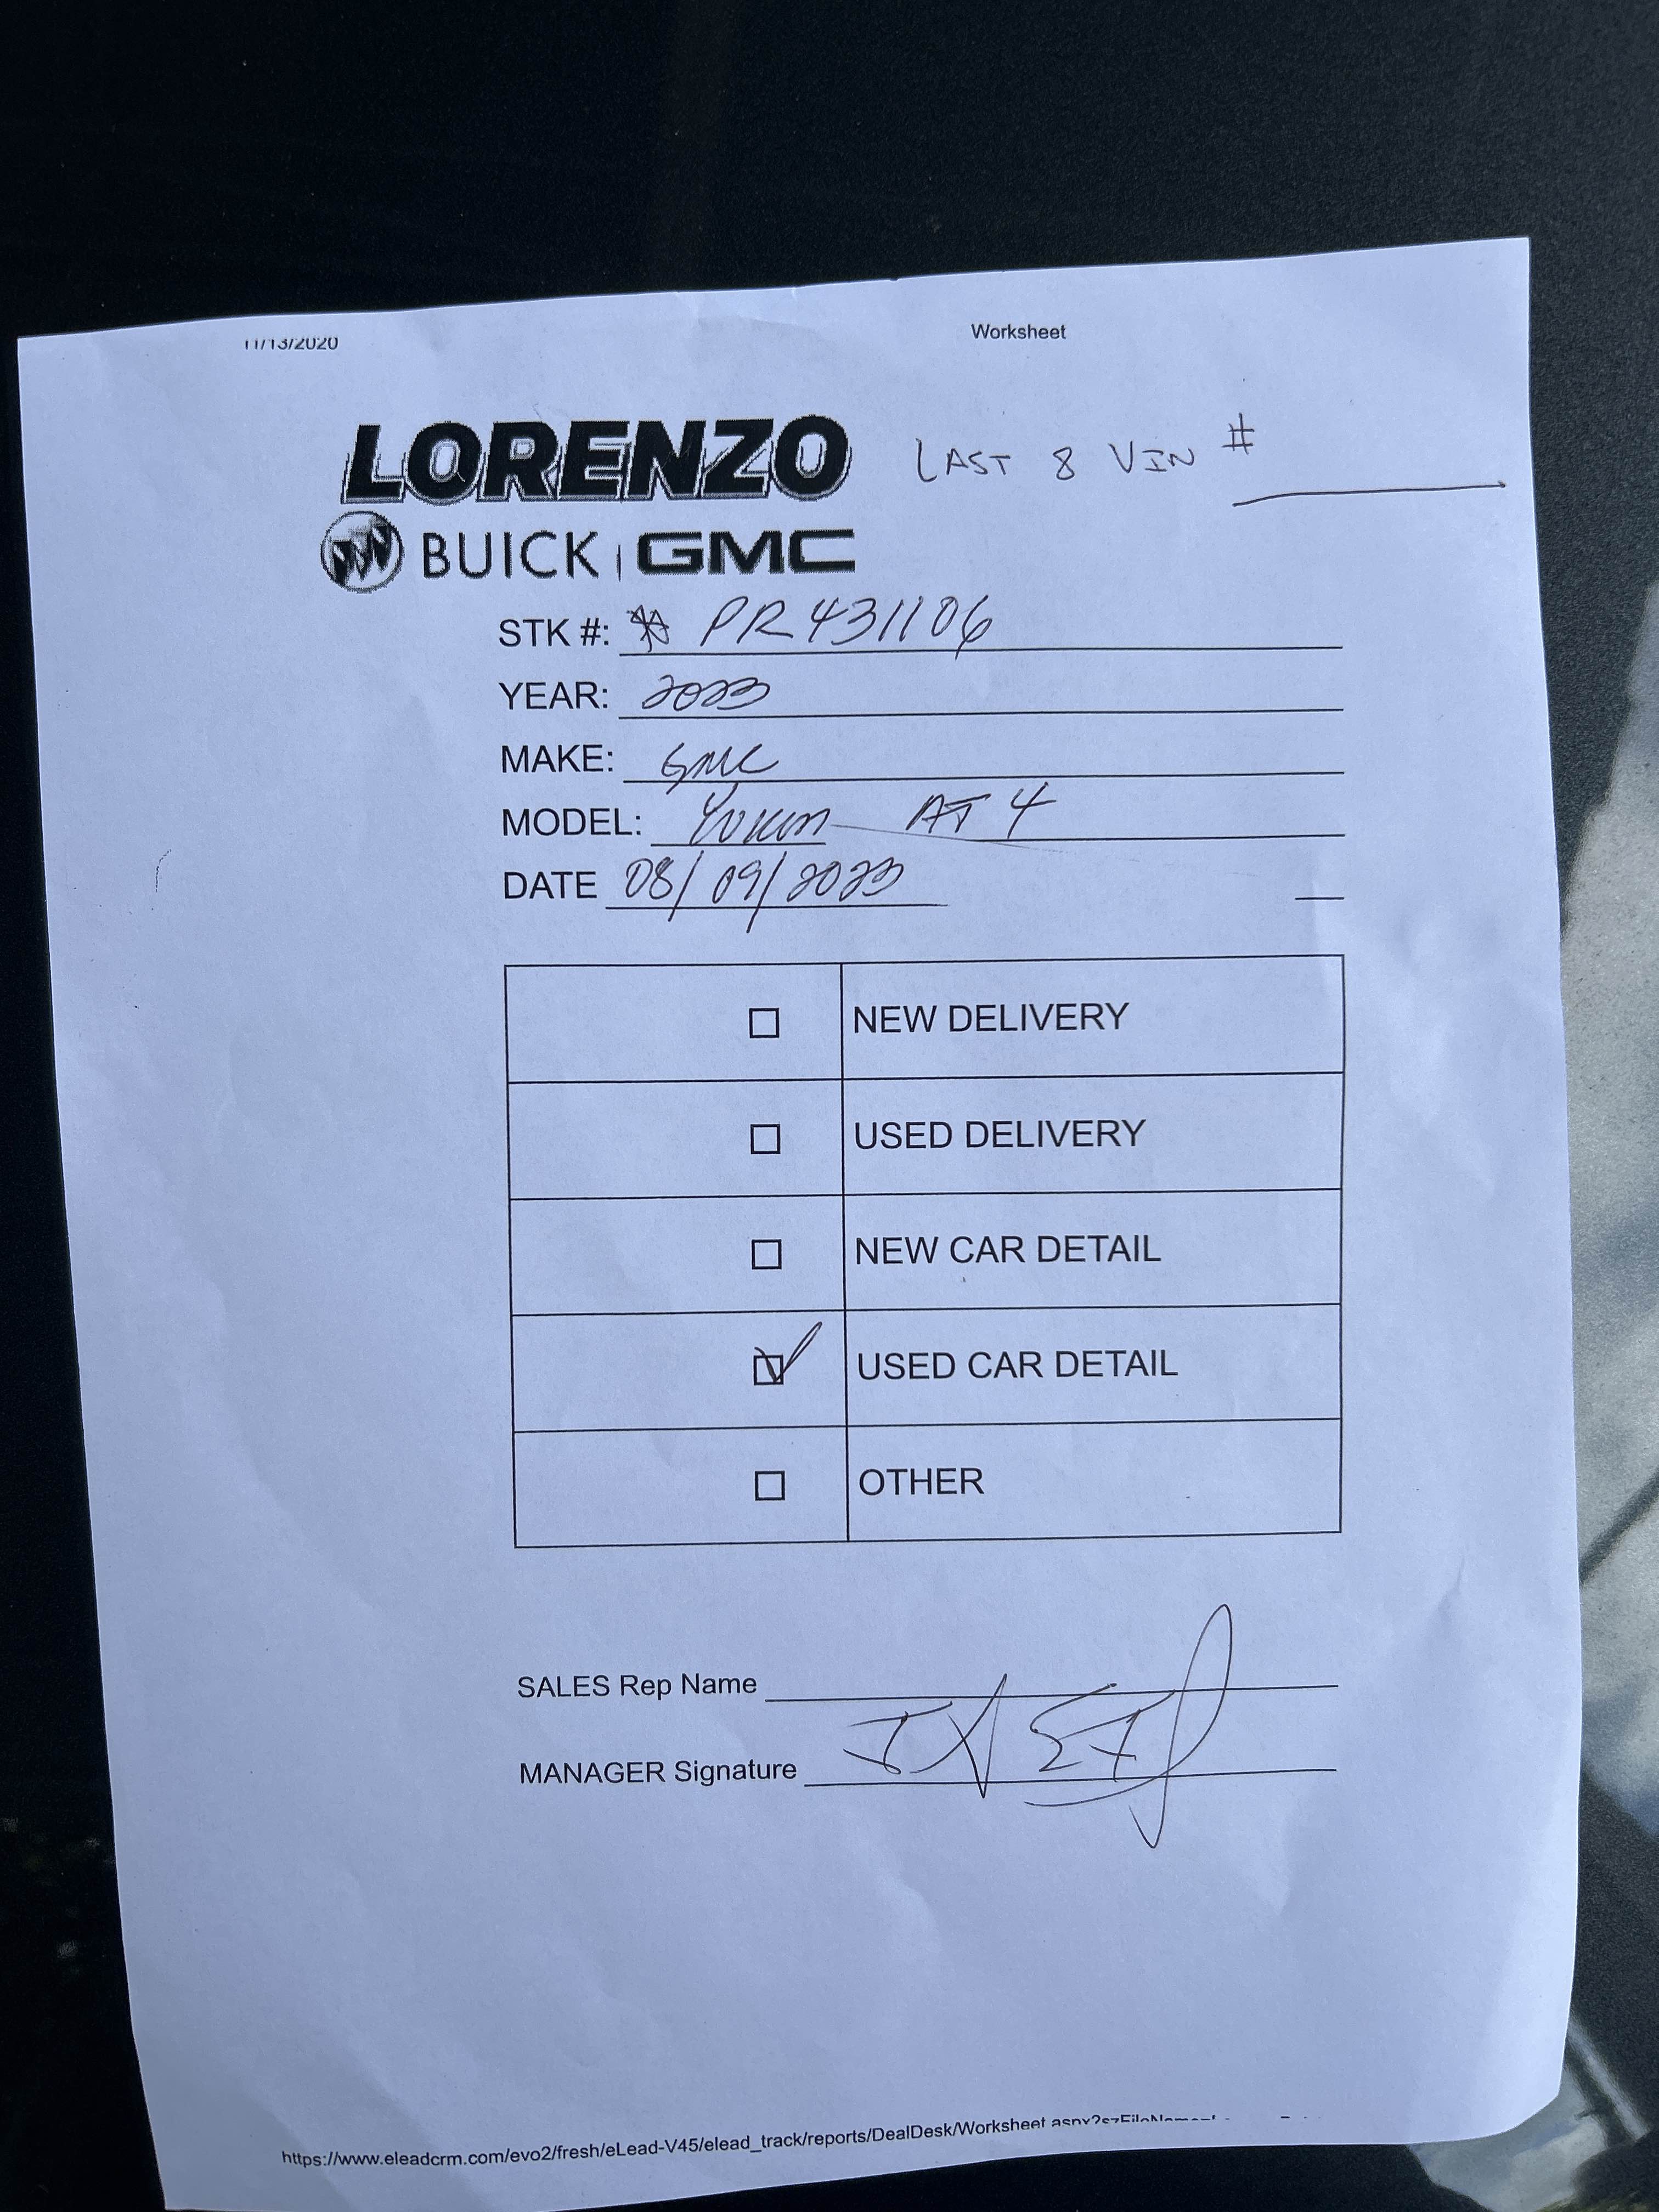 11/13/2020 Worksheet
LORENZO
LAST 8 VIN #
BUICK | GMC
STK #: PR431106
YEAR: 2023
MAKE: GMC
MODEL: Yukon AT4
DATE 08/09/2023
NEW DELIVERY
USED DELIVERY
NEW CAR DETAIL
USED CAR DETAIL
OTHER
SALES Rep Name
MANAGER Signature
https://www.eleadcrm.com/evo2/fresh/eLead-V45/elead_track/reports/DealDesk/Worksheet.aspx?szFileName